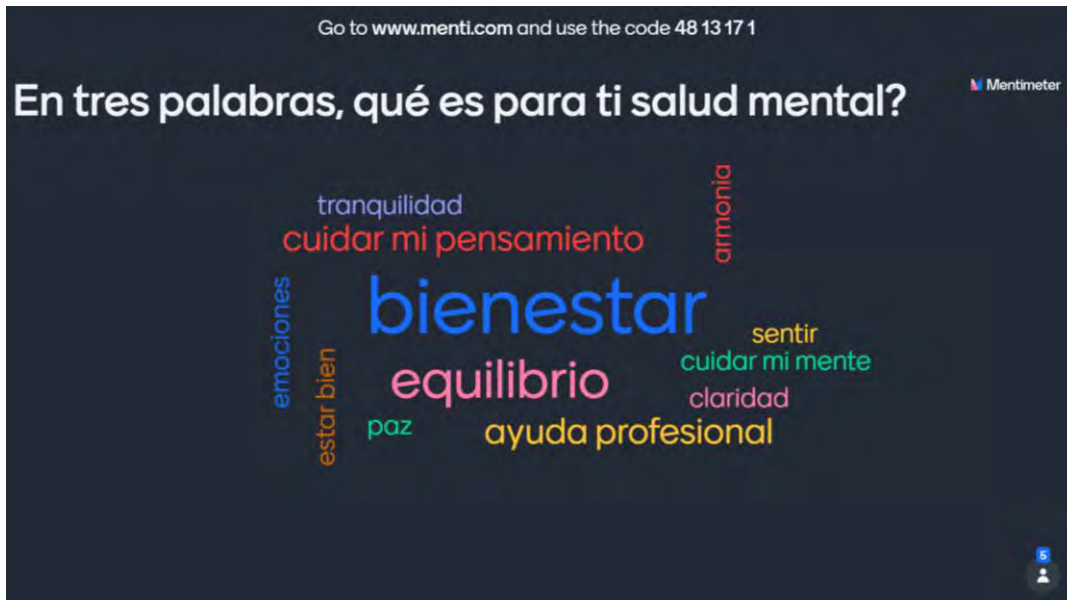 Go to www.menti.com and use the code 48 13 17 1
Mentimeter
En tres palabras, qué es para ti salud mental?
armonia
tranquilidad
cuidar mi pensamiento
emociones
bienestar
sentir
estar bien
equilibrio
cuidar mi mente
claridad
paz
ayuda profesional
5